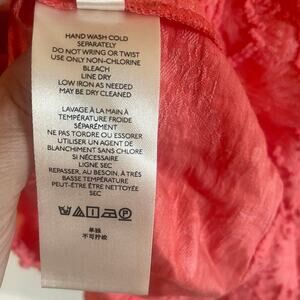 HAND WASH COLD
SEPARATELY
DO NOT WRING OR TWIST
USE ONLY NON-CHLORINE
BLEACH
LINE DRY
LOW IRON AS NEEDED
MAY BE DRY CLEANED
LAVAGE À LA MAIN À
TEMPÉRATURE FROIDE
SÉPARÉMENT
NE PAS TORDRE OU ESSORER
UTILISER UN AGENT DE
BLANCHIMENT SANS CHLORE
SI NÉCESSAIRE
LIGNE SEC
REPASSER, AU BESOIN, À TRÈS
BASSE TEMPÉRATURE
PEUT-ÊTRE ÊTRE NETTOYÉE
SEC
单独
不可拧绞